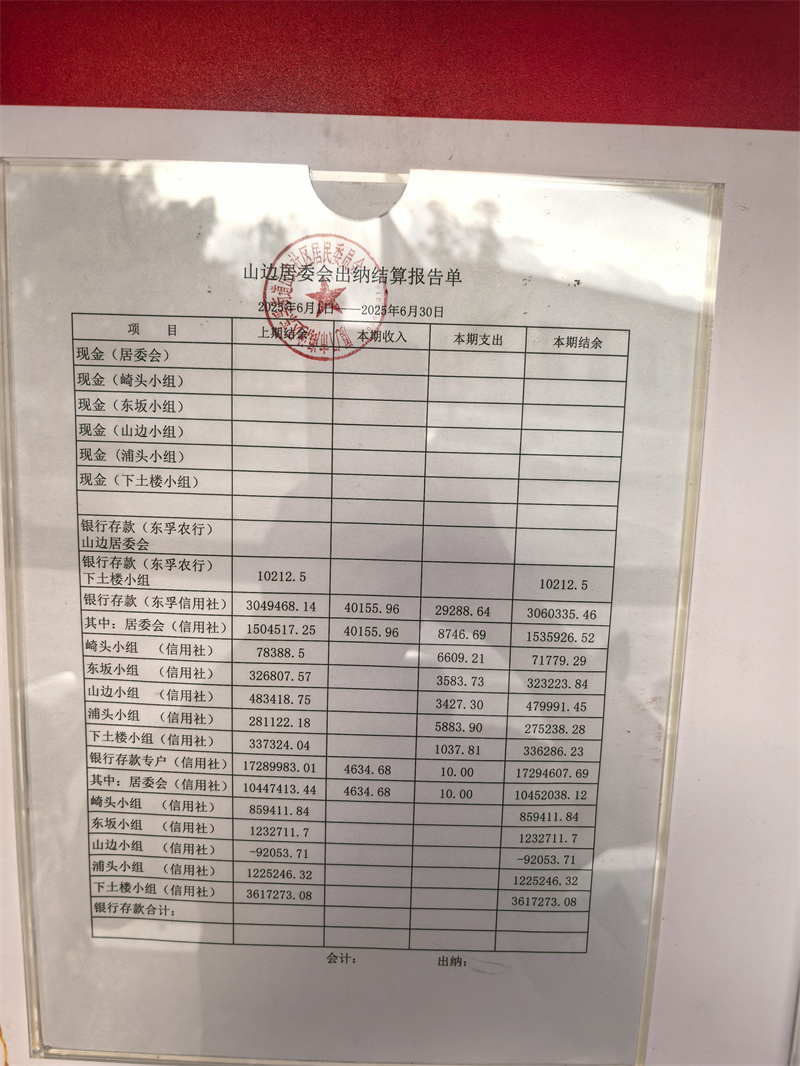 山边居委会出纳结算报告单
2025年6月1日——2025年6月30日
项 目 上期结余 本期收入 本期支出 本期结余
现金（居委会）
现金（崎头小组）
现金（东坂小组）
现金（山边小组）
现金（浦头小组）
现金（下土楼小组）
银行存款（东孚农行）
山边居委会
银行存款（东孚农行）
下土楼小组 10212.5 10212.5
银行存款（东孚信用社） 3049468.14 40155.96 29288.64 3060335.46
其中：居委会（信用社） 1504517.25 40155.96 8746.69 1535926.52
崎头小组 （信用社） 78388.5 6609.21 71779.29
东坂小组 （信用社） 326807.57 3583.73 323223.84
山边小组 （信用社） 483418.75 3427.30 479991.45
浦头小组 （信用社） 281122.18 5883.90 275238.28
下土楼小组（信用社） 337324.04 1037.81 336286.23
银行存款专户（信用社） 17289983.01 4634.68 10.00 17294607.69
其中：居委会（信用社） 10447413.44 4634.68 10.00 10452038.12
崎头小组 （信用社） 859411.84 859411.84
东坂小组 （信用社） 1232711.7 1232711.7
山边小组 （信用社） -92053.71 -92053.71
浦头小组 （信用社） 1225246.32 1225246.32
下土楼小组（信用社） 3617273.08 3617273.08
银行存款合计：
会计： 出纳：